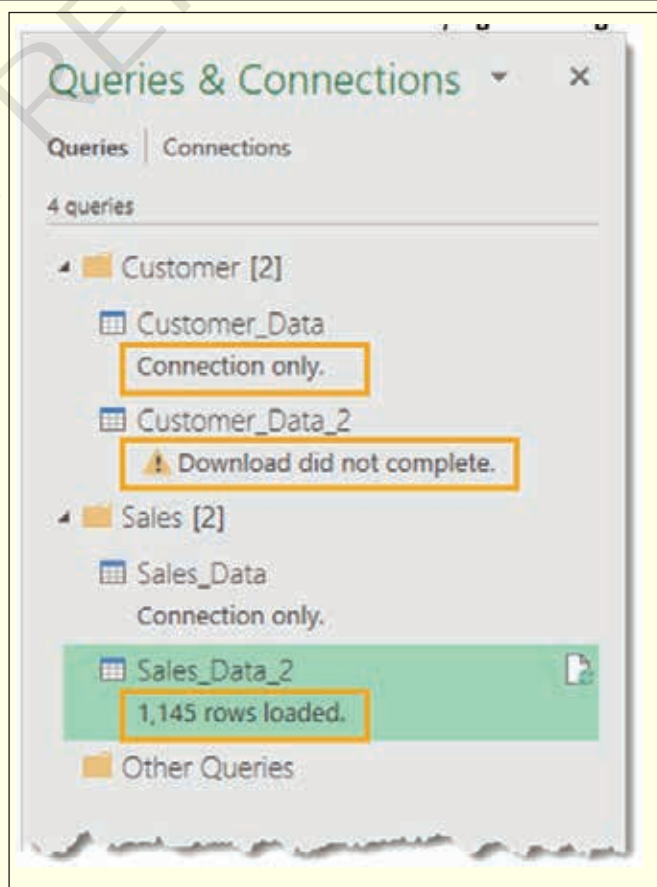 Queries & Connections
Queries | Connections
4 queries
Customer [2]
Customer_Data
Connection only.
Customer_Data_2
Download did not complete.
Sales [2]
Sales_Data
Connection only.
Sales_Data_2
1,145 rows loaded.
Other Queries